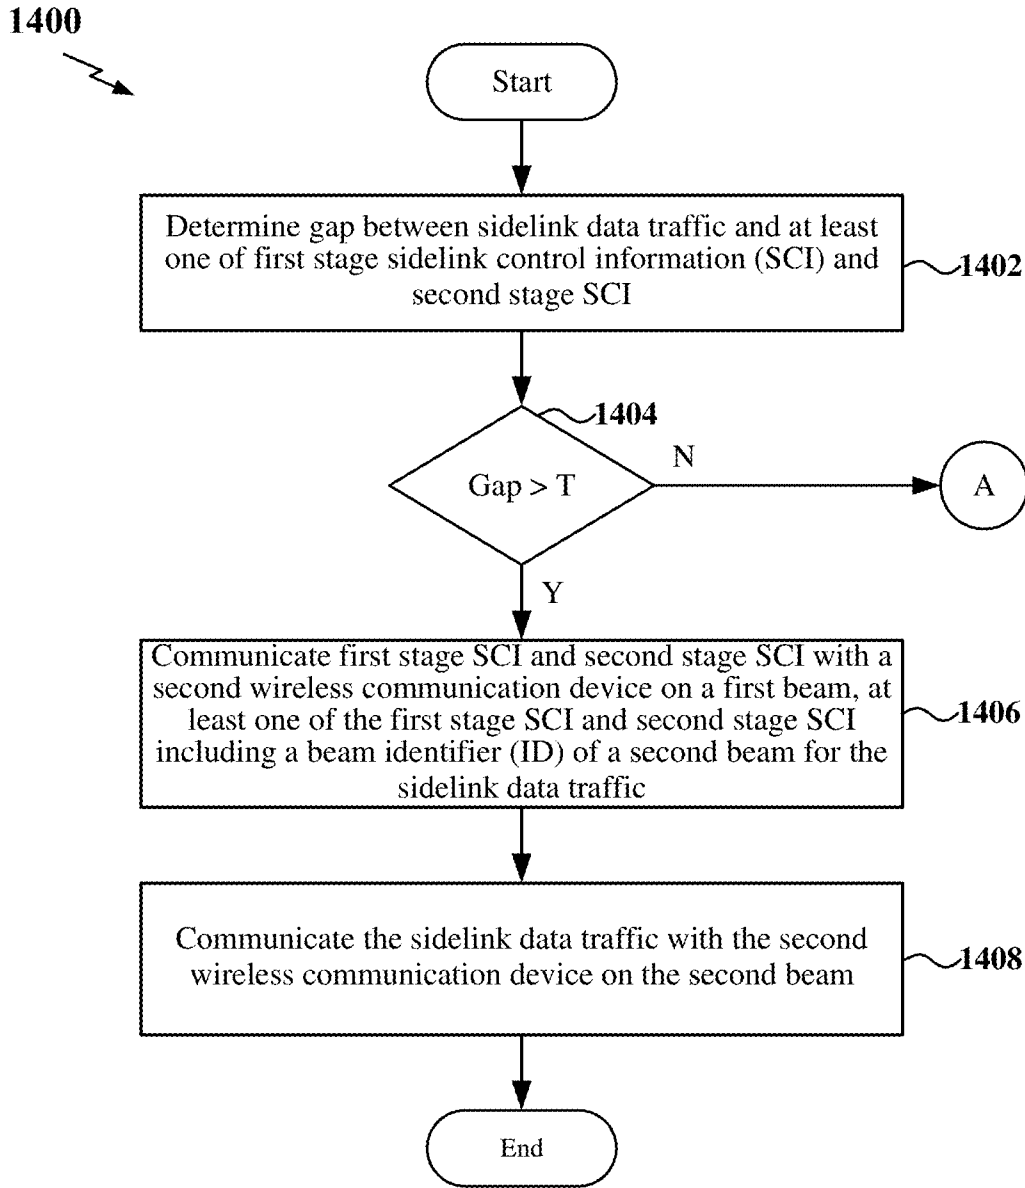 1400
Start
Determine gap between sidelink data traffic and at least
one of first stage sidelink control information (SCI) and
second stage SCI
1402
1404
Gap > T
N
A
Y
Communicate first stage SCI and second stage SCI with a
second wireless communication device on a first beam, at
least one of the first stage SCI and second stage SCI
including a beam identifier (ID) of a second beam for the
sidelink data traffic
1406
Communicate the sidelink data traffic with the second
wireless communication device on the second beam
1408
End